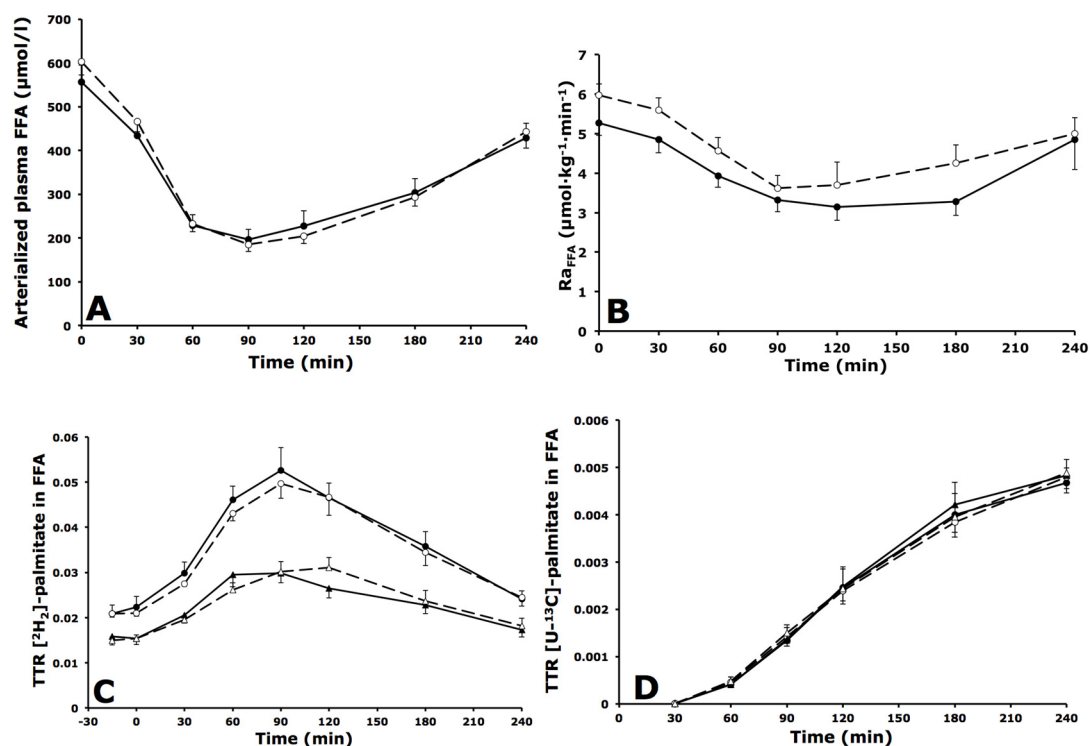 Arterialized plasma FFA (µmol/l)
700
600
500
400
300
200
100
0
A
0 30 60 90 120 150 180 210 240
Time (min)
Ra_FFA (µmol·kg⁻¹·min⁻¹)
7
6
5
4
3
2
1
0
B
0 30 60 90 120 150 180 210 240
Time (min)
TTR [²H₂]-palmitate in FFA
0.06
0.05
0.04
0.03
0.02
0.01
0
C
-30 0 30 60 90 120 150 180 210 240
Time (min)
TTR [U-¹³C]-palmitate in FFA
0.006
0.005
0.004
0.003
0.002
0.001
0
D
0 30 60 90 120 150 180 210 240
Time (min)